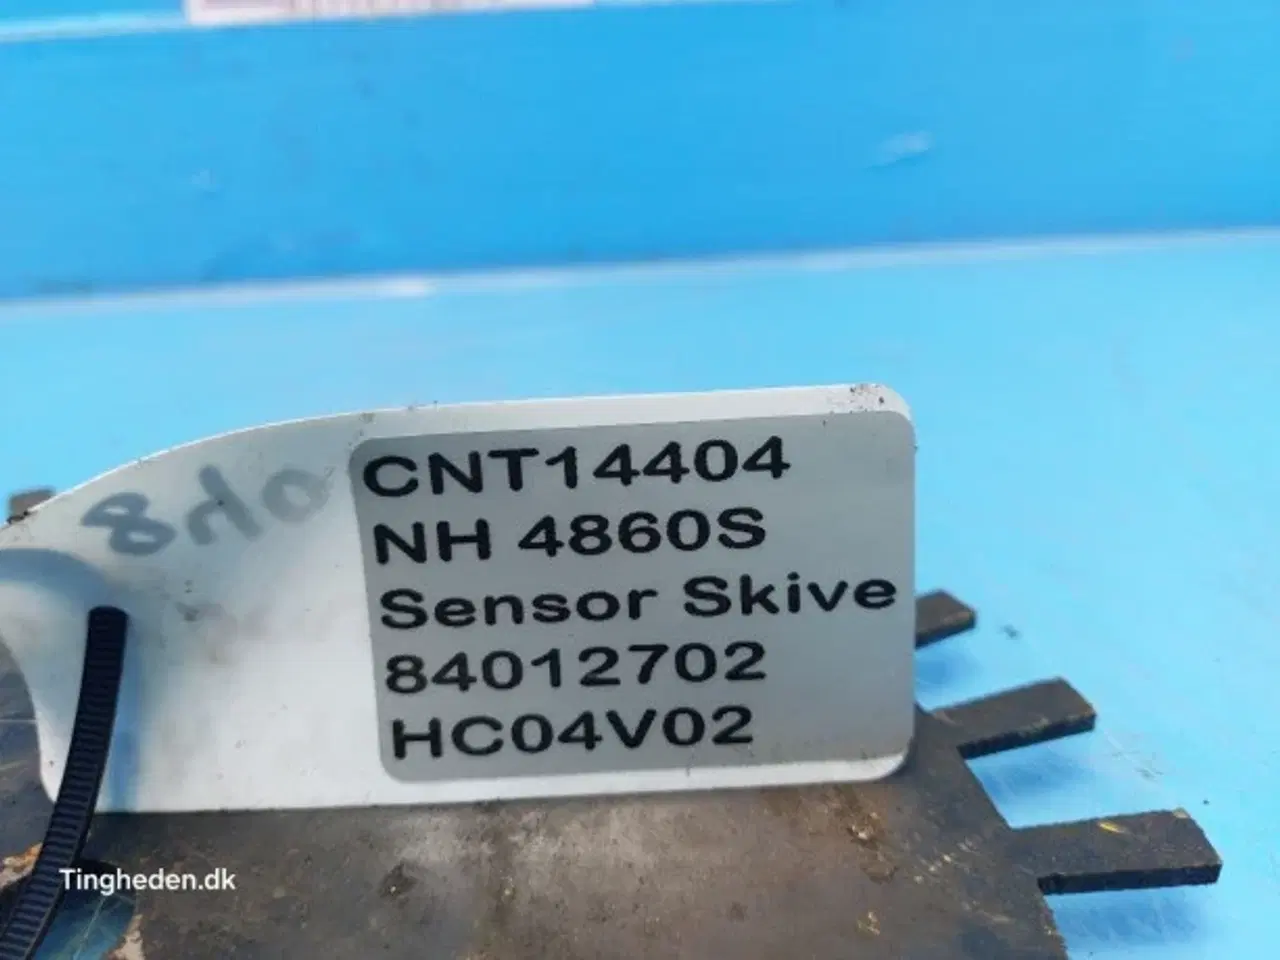 CNT14404
NH 4860S
Sensor Skive
84012702
HC04V02
Tingheden.dk